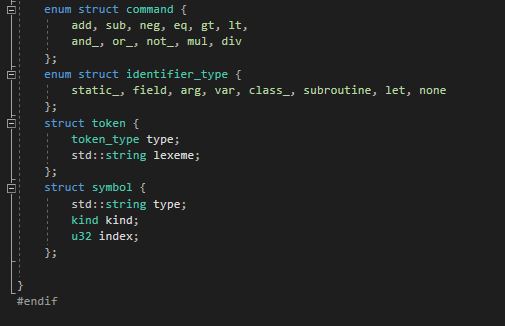 enum struct command {
add, sub, neg, eq, gt, lt,
and_, or_, not_, mul, div
};
enum struct identifier_type {
static_, field, arg, var, class_, subroutine, let, none
};
struct token {
token_type type;
std::string lexeme;
};
struct symbol {
std::string type;
kind kind;
u32 index;
};
}
#endif